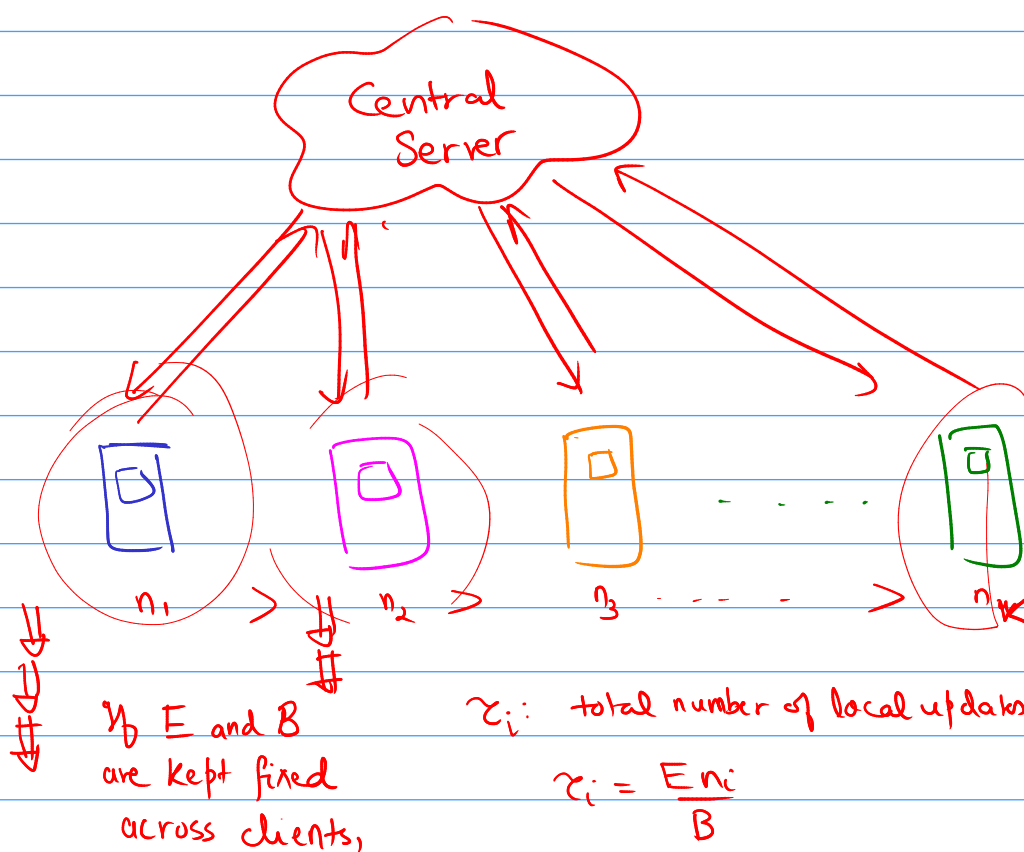 Central
Server
n₁ > n₂ > n₃ . - - - - > n
If E and B
are kept fixed
across clients,
τᵢ: total number of local updates
τᵢ = E nᵢ / B